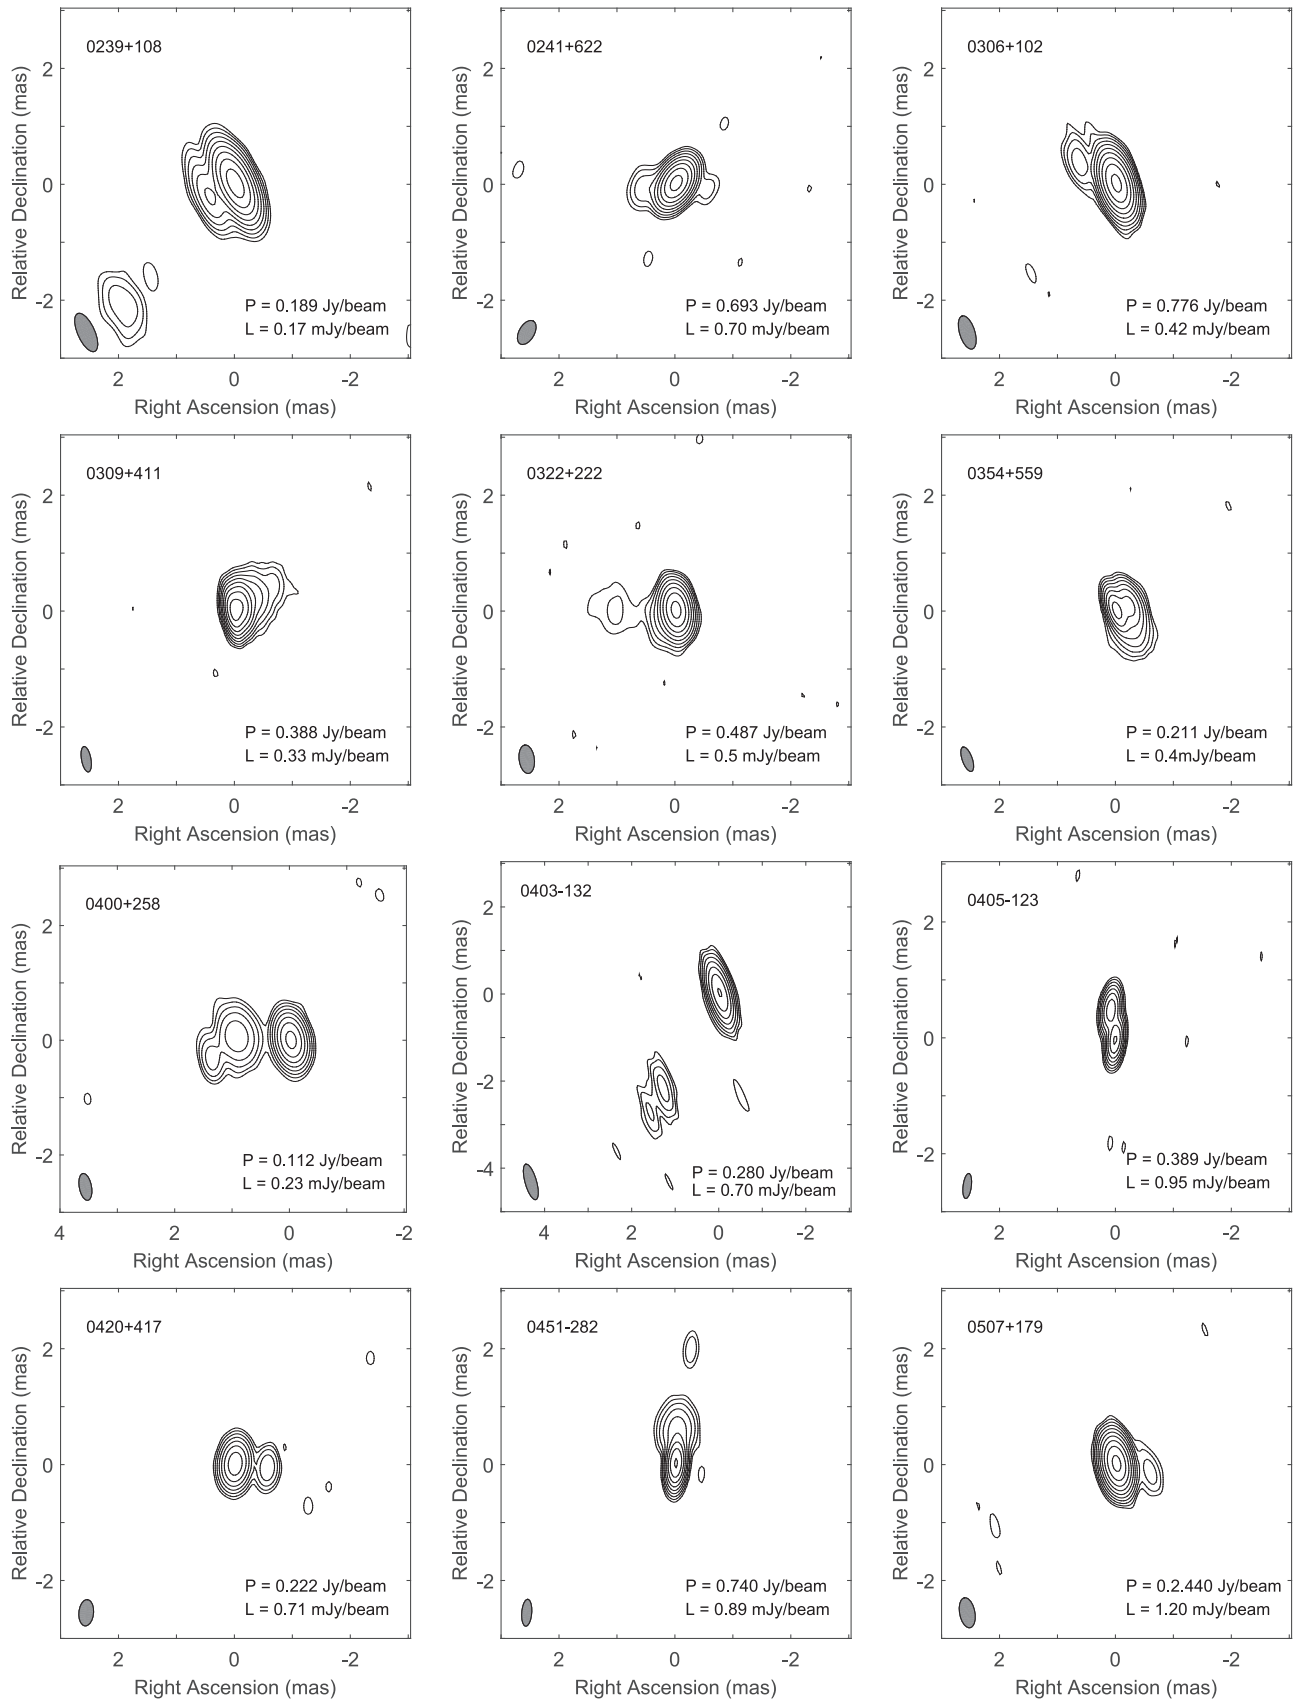 0239+108
Relative Declination (mas)
2
0
-2
P = 0.189 Jy/beam
L = 0.17 mJy/beam
2 0 -2
Right Ascension (mas)
0241+622
Relative Declination (mas)
2
0
-2
P = 0.693 Jy/beam
L = 0.70 mJy/beam
2 0 -2
Right Ascension (mas)
0306+102
Relative Declination (mas)
2
0
-2
P = 0.776 Jy/beam
L = 0.42 mJy/beam
2 0 -2
Right Ascension (mas)
0309+411
Relative Declination (mas)
2
0
-2
P = 0.388 Jy/beam
L = 0.33 mJy/beam
2 0 -2
Right Ascension (mas)
0322+222
Relative Declination (mas)
2
0
-2
P = 0.487 Jy/beam
L = 0.5 mJy/beam
2 0 -2
Right Ascension (mas)
0354+559
Relative Declination (mas)
2
0
-2
P = 0.211 Jy/beam
L = 0.4mJy/beam
2 0 -2
Right Ascension (mas)
0400+258
Relative Declination (mas)
2
0
-2
P = 0.112 Jy/beam
L = 0.23 mJy/beam
4 2 0 -2
Right Ascension (mas)
0403-132
Relative Declination (mas)
2
0
-2
-4
P = 0.280 Jy/beam
L = 0.70 mJy/beam
4 2 0 -2
Right Ascension (mas)
0405-123
Relative Declination (mas)
2
0
-2
P = 0.389 Jy/beam
L = 0.95 mJy/beam
2 0 -2
Right Ascension (mas)
0420+417
Relative Declination (mas)
2
0
-2
P = 0.222 Jy/beam
L = 0.71 mJy/beam
2 0 -2
Right Ascension (mas)
0451-282
Relative Declination (mas)
2
0
-2
P = 0.740 Jy/beam
L = 0.89 mJy/beam
2 0 -2
Right Ascension (mas)
0507+179
Relative Declination (mas)
2
0
-2
P = 0.2.440 Jy/beam
L = 1.20 mJy/beam
2 0 -2
Right Ascension (mas)